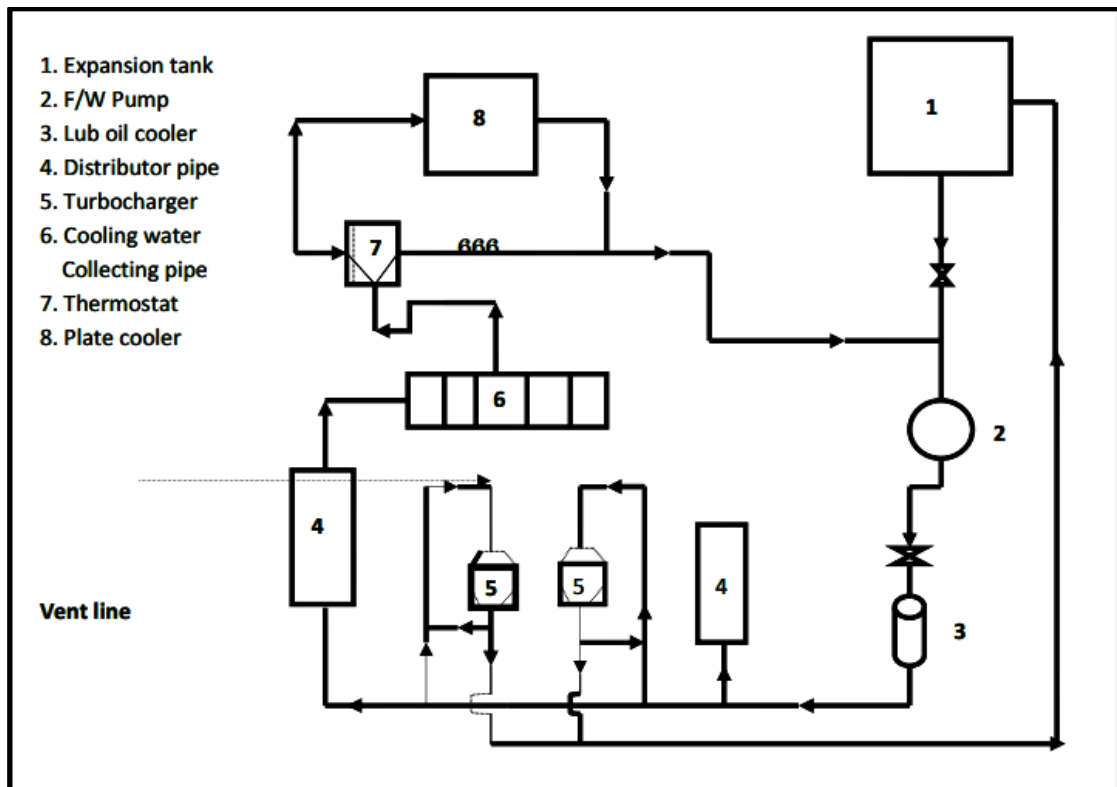 1. Expansion tank
2. F/W Pump
3. Lub oil cooler
4. Distributor pipe
5. Turbocharger
6. Cooling water
Collecting pipe
7. Thermostat
8. Plate cooler
8
1
7
666
6
2
4
5
5
4
3
Vent line